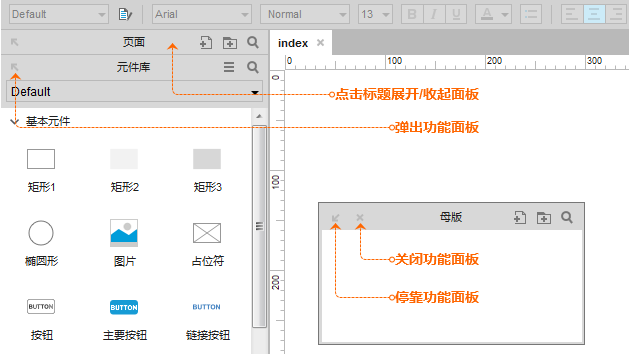 Default Arial Normal 13 B I U A
页面
index
元件库
0 100 200 300
Default
点击标题展开/收起面板
基本元件
弹出功能面板
0
100
200
矩形1 矩形2 矩形3
母版
椭圆形 图片 占位符
关闭功能面板
停靠功能面板
BUTTON BUTTON BUTTON
按钮 主要按钮 链接按钮